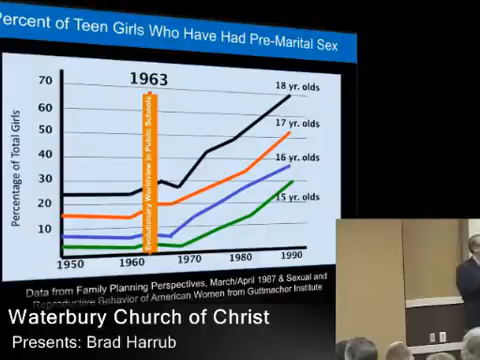 Percent of Teen Girls Who Have Had Pre-Marital Sex
1963
70
60
50
40
30
20
10
Percentage of Total Girls
Evolutionary Worldview in Public Schools
18 yr. olds
17 yr. olds
16 yr. olds
15 yr. olds
1950
1960
1970
1980
1990
Data from Family Planning Perspectives, March/April 1987 & Sexual and
Reproductive Behavior of American Women from Guttmacher Institute
Waterbury Church of Christ
Presents: Brad Harrub